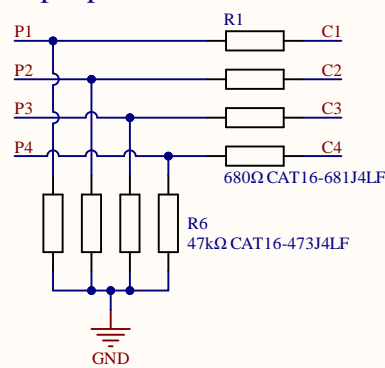 P1
R1
C1
P2
C2
P3
C3
P4
C4
680Ω CAT16-681J4LF
R6
47kΩ CAT16-473J4LF
GND